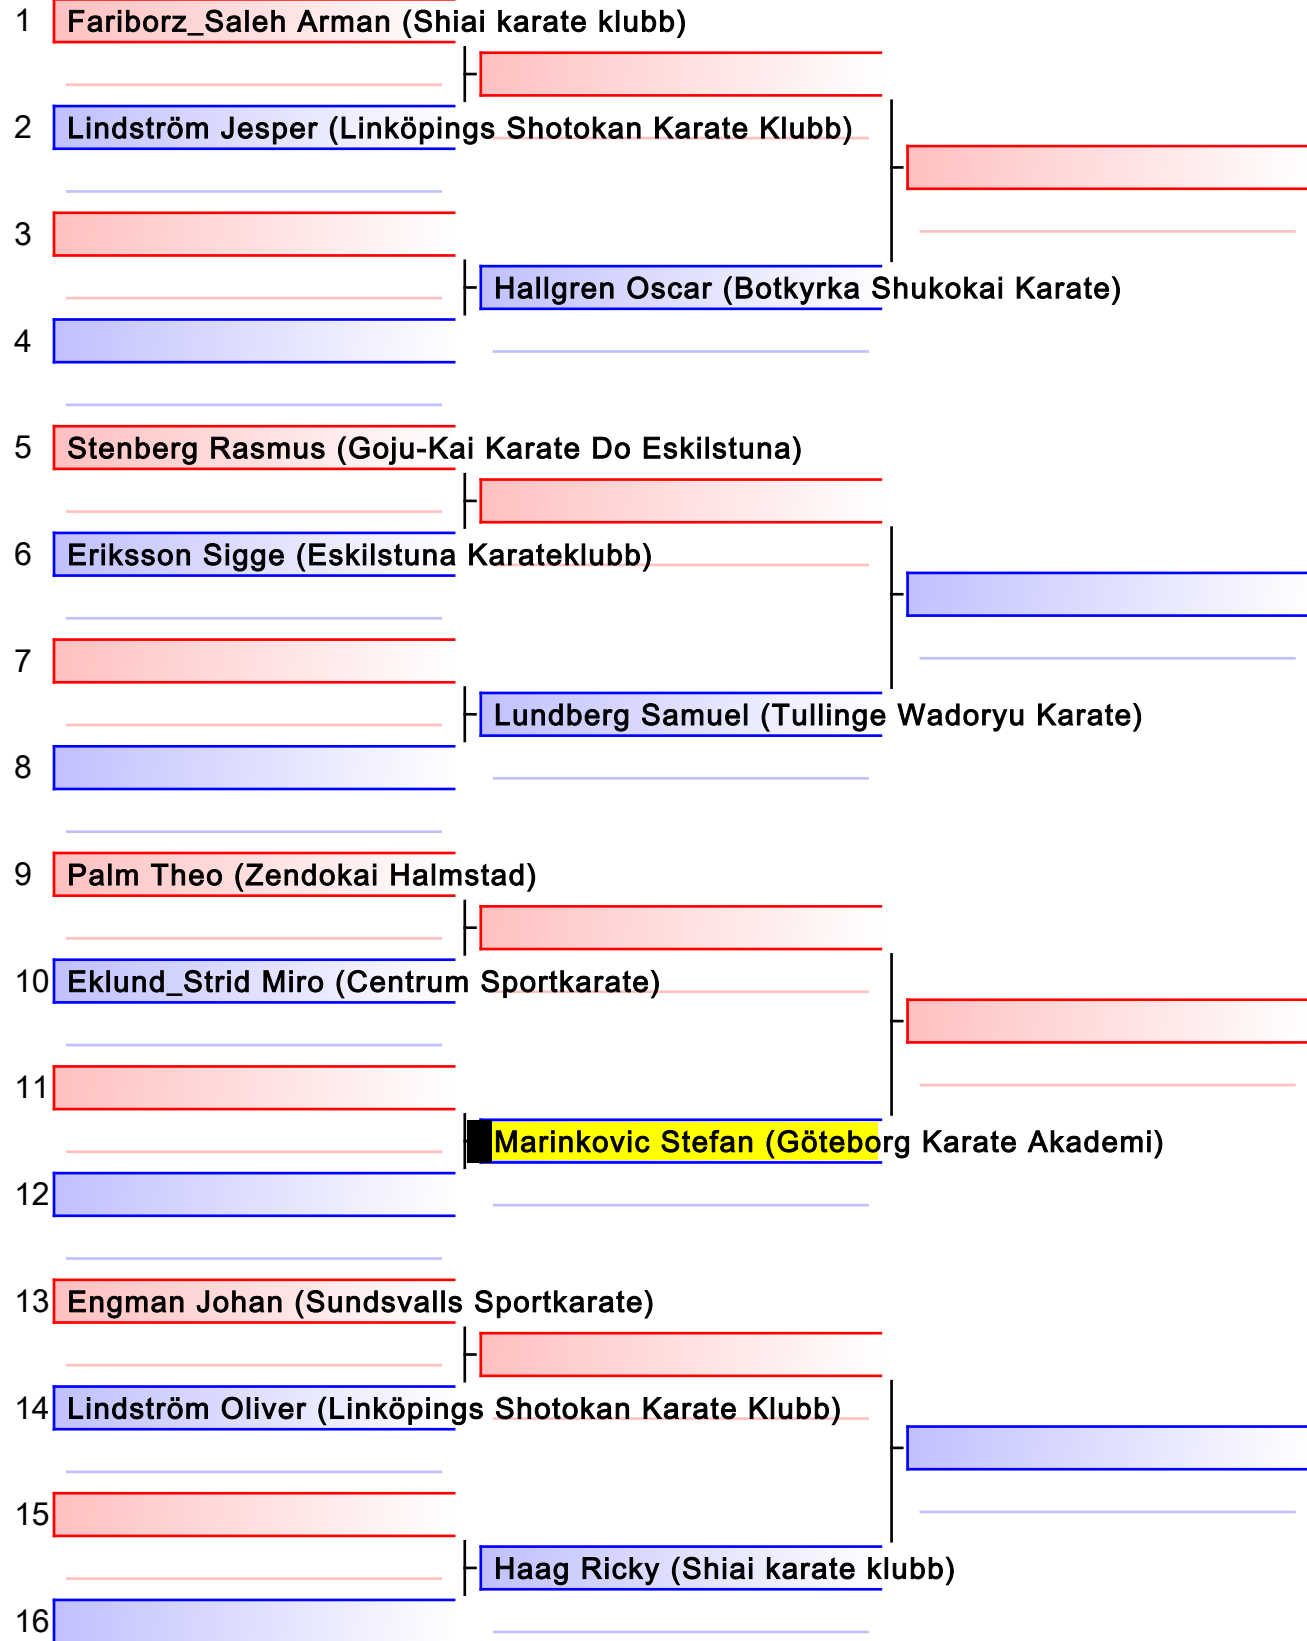 1 Fariborz_Saleh Arman (Shiai karate klubb)
2 Lindström Jesper (Linköpings Shotokan Karate Klubb)
3
Hallgren Oscar (Botkyrka Shukokai Karate)
4
5 Stenberg Rasmus (Goju-Kai Karate Do Eskilstuna)
6 Eriksson Sigge (Eskilstuna Karateklubb)
7
Lundberg Samuel (Tullinge Wadoryu Karate)
8
9 Palm Theo (Zendokai Halmstad)
10 Eklund_Strid Miro (Centrum Sportkarate)
11
Marinkovic Stefan (Göteborg Karate Akademi)
12
13 Engman Johan (Sundsvalls Sportkarate)
14 Lindström Oliver (Linköpings Shotokan Karate Klubb)
15
Haag Ricky (Shiai karate klubb)
16